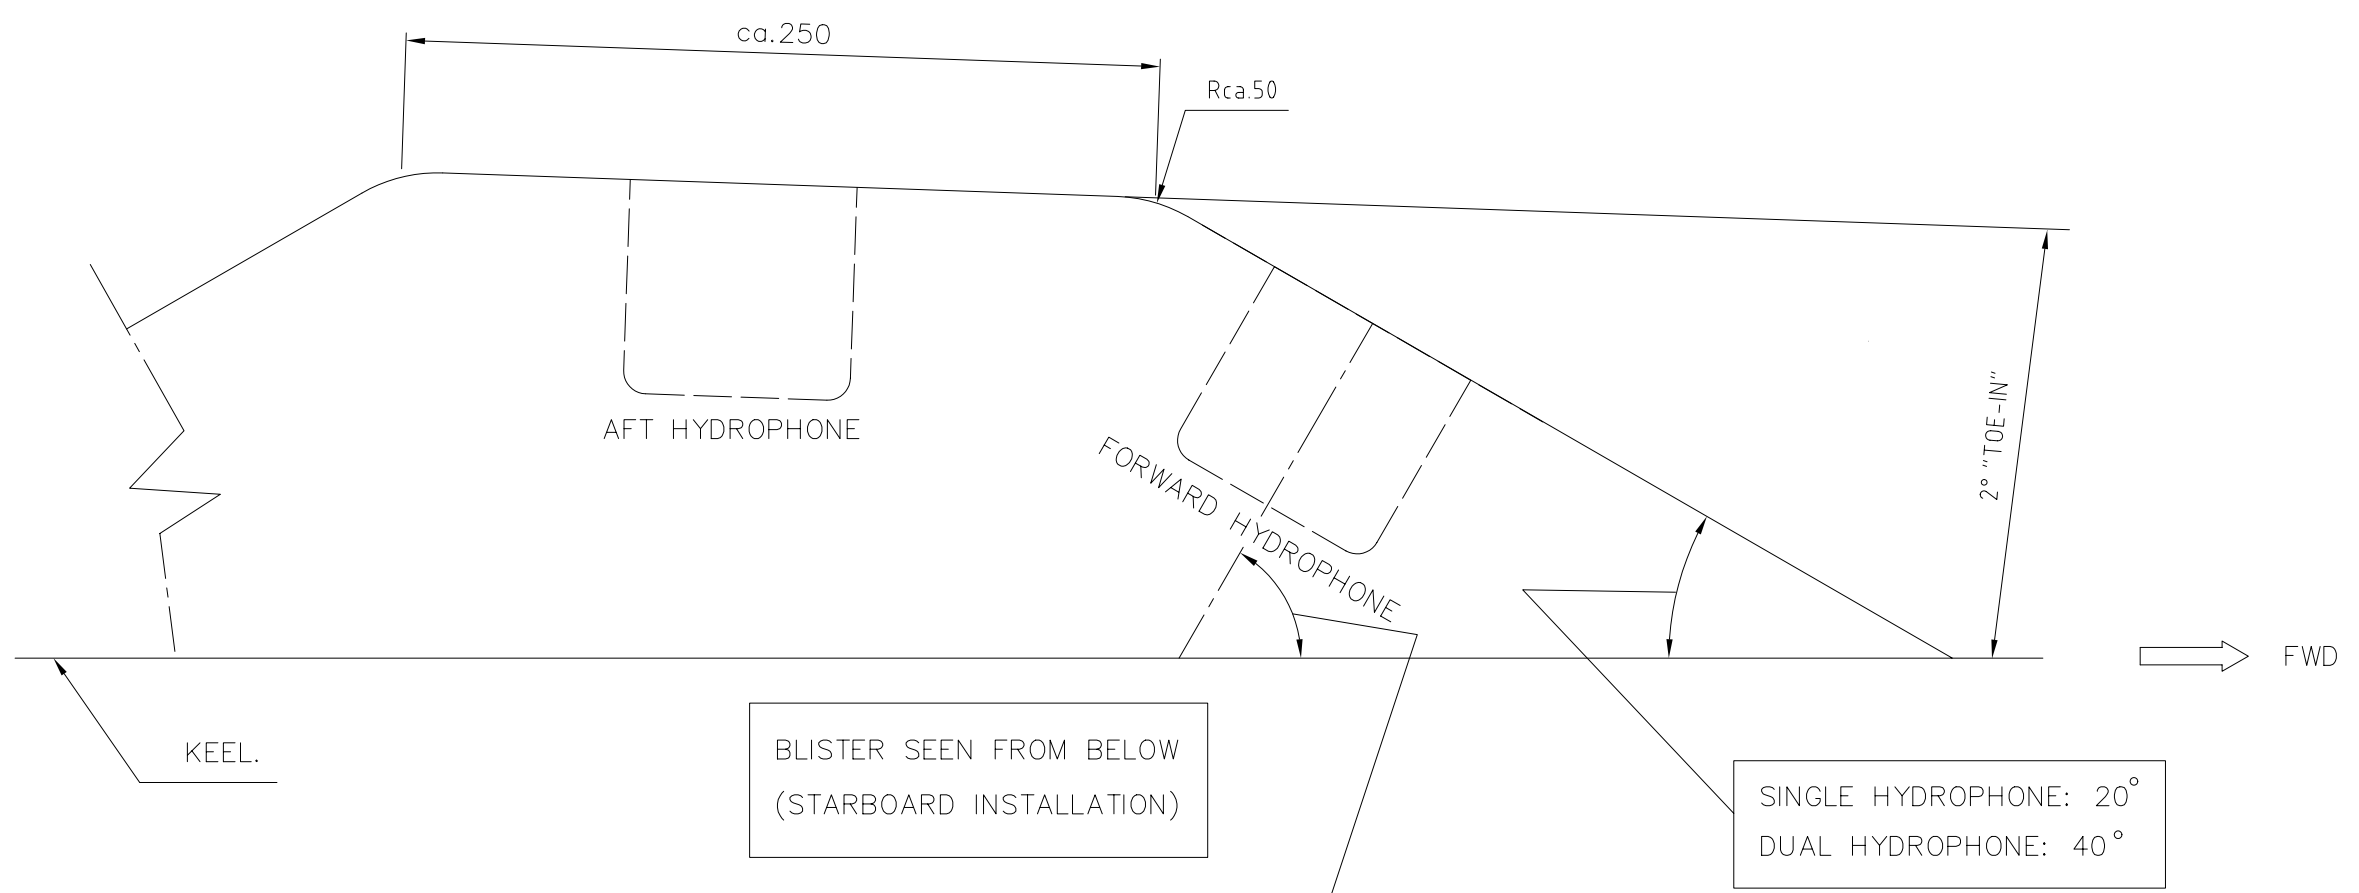 ca.250
Rca.50
2° "TOE-IN"
AFT HYDROPHONE
FORWARD HYDROPHONE
FWD
KEEL.
BLISTER SEEN FROM BELOW
(STARBOARD INSTALLATION)
SINGLE HYDROPHONE: 20°
DUAL HYDROPHONE: 40°